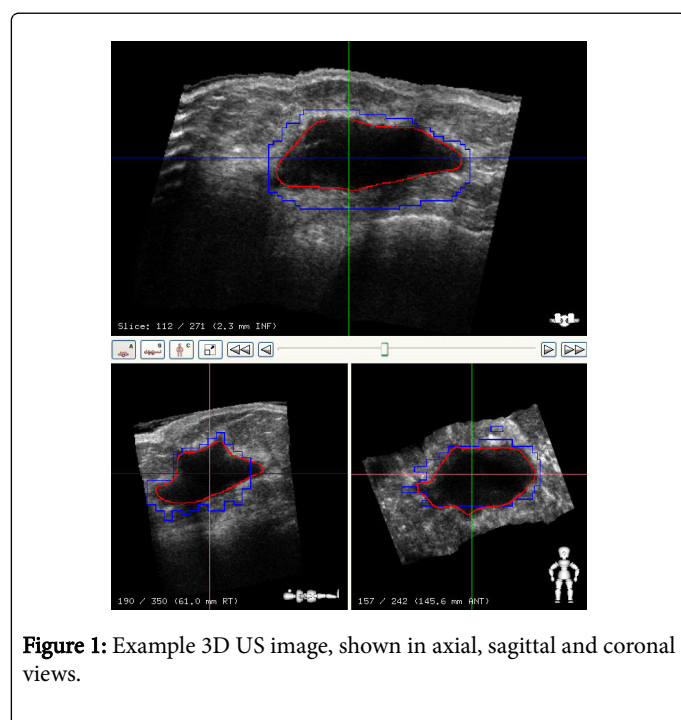 Slice: 112 / 271 (2.3 mm INF)
A
S
C
190 / 350 (61.0 mm RT)
157 / 242 (145.6 mm ANT)
Figure 1: Example 3D US image, shown in axial, sagittal and coronal
views.